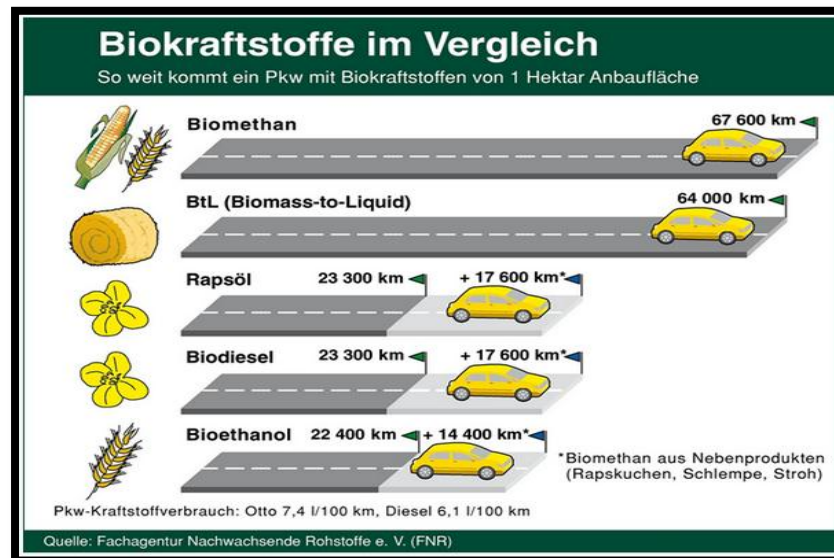 Biokraftstoffe im Vergleich
So weit kommt ein Pkw mit Biokraftstoffen von 1 Hektar Anbaufläche
Biomethan
67 600 km
BtL (Biomass-to-Liquid)
64 000 km
Rapsöl
23 300 km
+ 17 600 km*
Biodiesel
23 300 km
+ 17 600 km*
Bioethanol
22 400 km
+ 14 400 km*
*Biomethan aus Nebenprodukten
(Rapskuchen, Schlempe, Stroh)
Pkw-Kraftstoffverbrauch: Otto 7,4 l/100 km, Diesel 6,1 l/100 km
Quelle: Fachagentur Nachwachsende Rohstoffe e. V. (FNR)